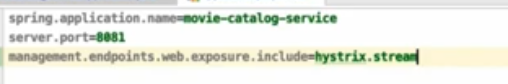 spring.application.name=movie-catalog-service
server.port=8081
management.endpoints.web.exposure.include=hystrix.stream